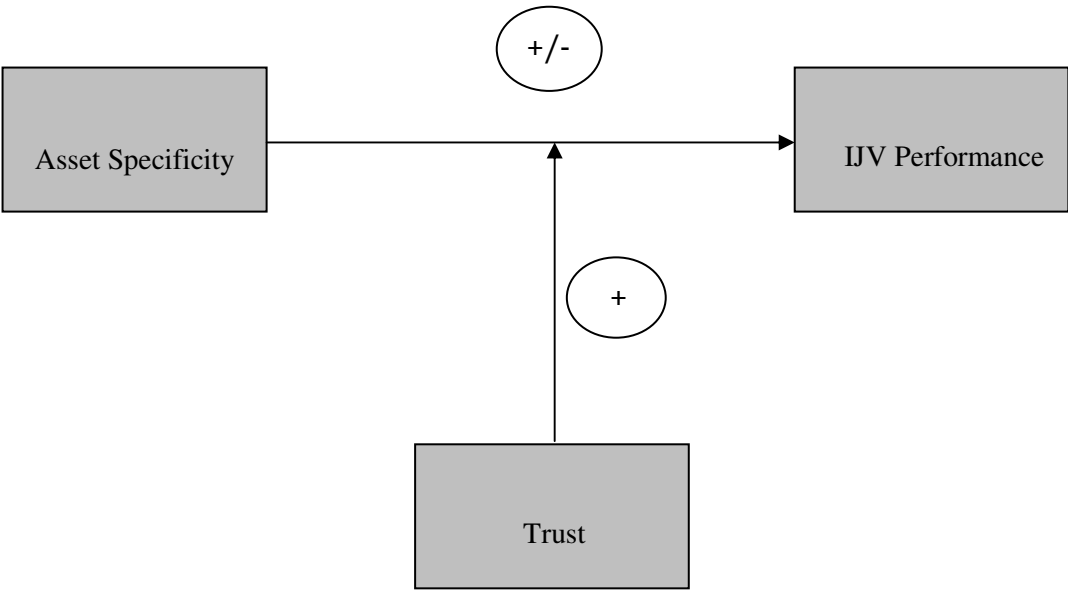 +/-
Asset Specificity
IJV Performance
+
Trust